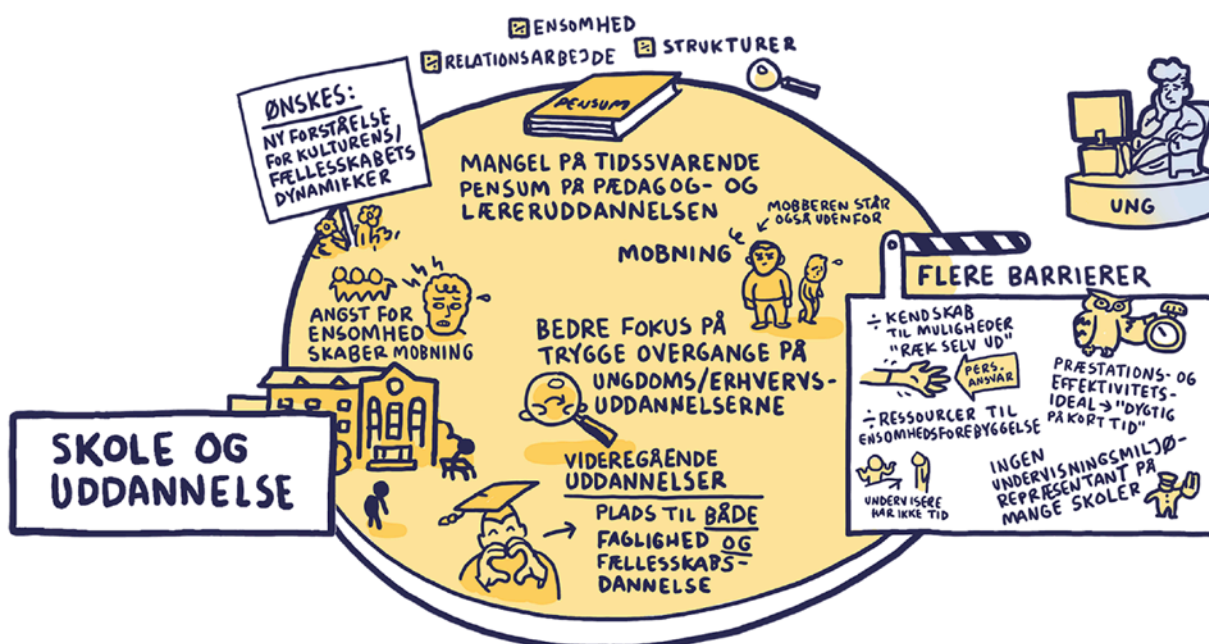 % ENSOMHED
% RELATIONSARBEJDE
% STRUKTURER
ØNSKES:
NY FORSTÅELSE
FOR KULTURENS/
FÆLLESSKABETS
DYNAMIKKER
PENSUM
MANGEL PÅ TIDSSVARENDE
PENSUM PÅ PÆDAGOG- OG
LÆRERUDDANNELSEN
MOBBEREN STÅR
OGSÅ UDENFOR
MOBNING
ANGST FOR
ENSOMHED
SKABER MOBNING
BEDRE FOKUS PÅ
TRYGGE OVERGANGE PÅ
UNGDOMS/ERHVERVS-
UDDANNELSERNE
SKOLE OG
UDDANNELSE
VIDEREGÅENDE
UDDANNELSER
PLADS TIL BÅDE
FAGLIGHED OG
FÆLLESSKABS-
DANNELSE
UNG
FLERE BARRIERER
÷ KENDSKAB
TIL MULIGHEDER
"RÆK SELV UD"
PERS.
ANSVAR
÷ RESSOURCER TIL
ENSOMHEDSFOREBYGGELSE
UNDERVISERE
HAR IKKE TID
PRÆSTATIONS- OG
EFFEKTIVITETS-
IDEAL → "DYGTIG
PÅ KORT TID"
INGEN
UNDERVISNINGSMILJØ-
REPRÆSENTANT PÅ
MANGE SKOLER